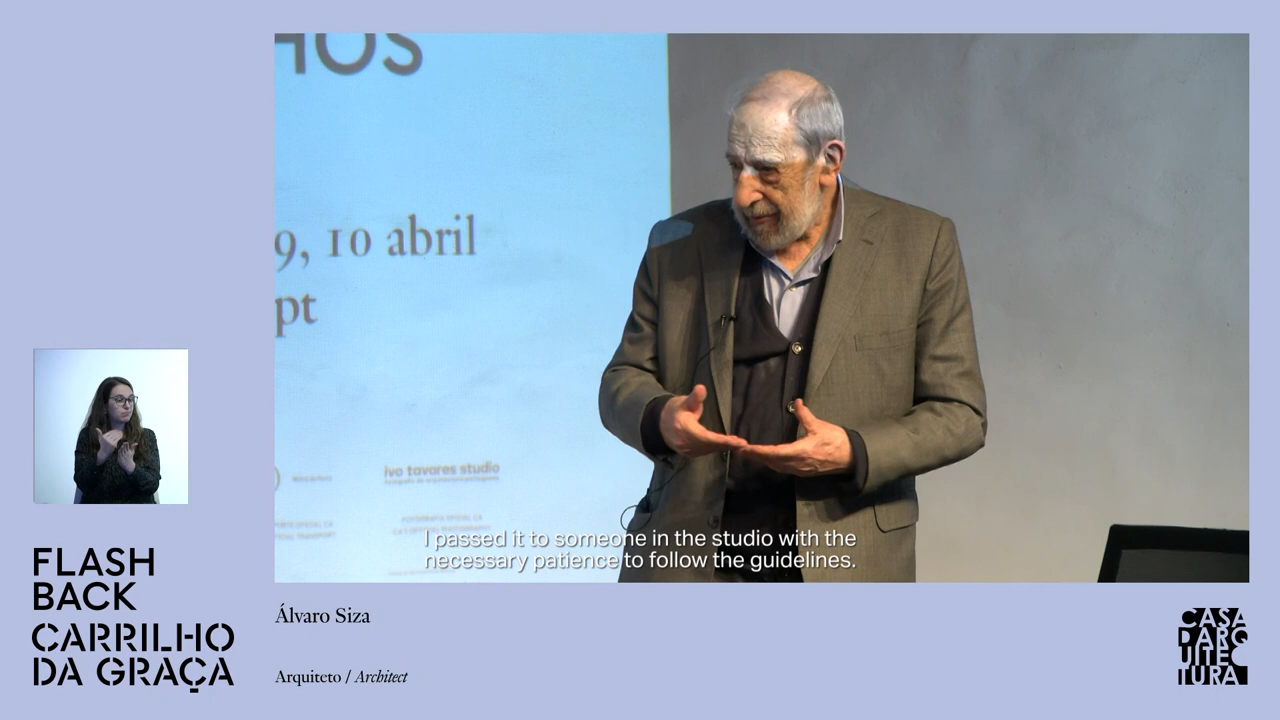 HOS
9, 10 abril
pt
ivo tavares studio
I passed it to someone in the studio with the
necessary patience to follow the guidelines.
FLASH
BACK
CARRILHO
DA GRAÇA
Álvaro Siza
Arquiteto / Architect
CASA
DARQ
UITEC
TURA